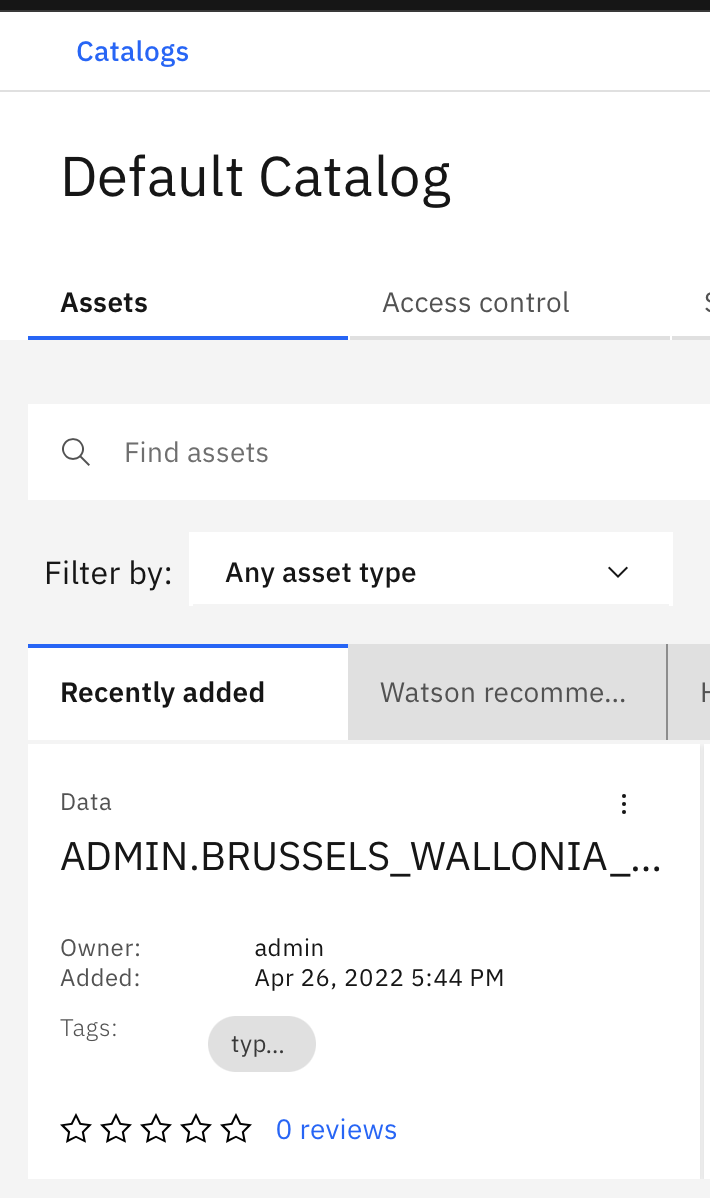 Catalogs
Default Catalog
Assets Access control
Find assets
Filter by: Any asset type
Recently added Watson recomme...
Data
ADMIN.BRUSSELS_WALLONIA_...
Owner: admin
Added: Apr 26, 2022 5:44 PM
Tags: typ...
0 reviews